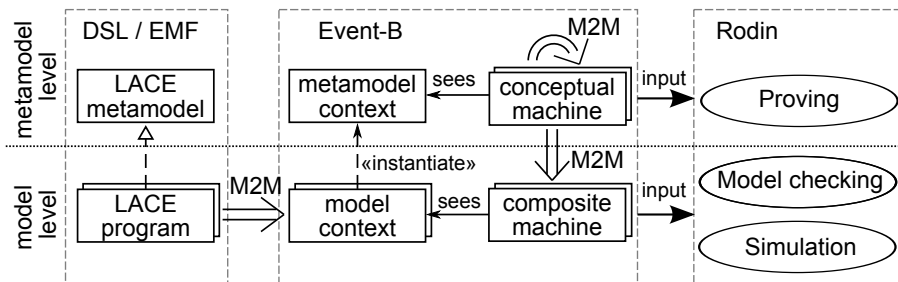 DSL / EMF
Event-B
M2M
Rodin
metamodel
level
LACE
metamodel
metamodel
context
sees
conceptual
machine
input
Proving
«instantiate»
M2M
model
level
LACE
program
M2M
model
context
sees
composite
machine
input
Model checking
Simulation